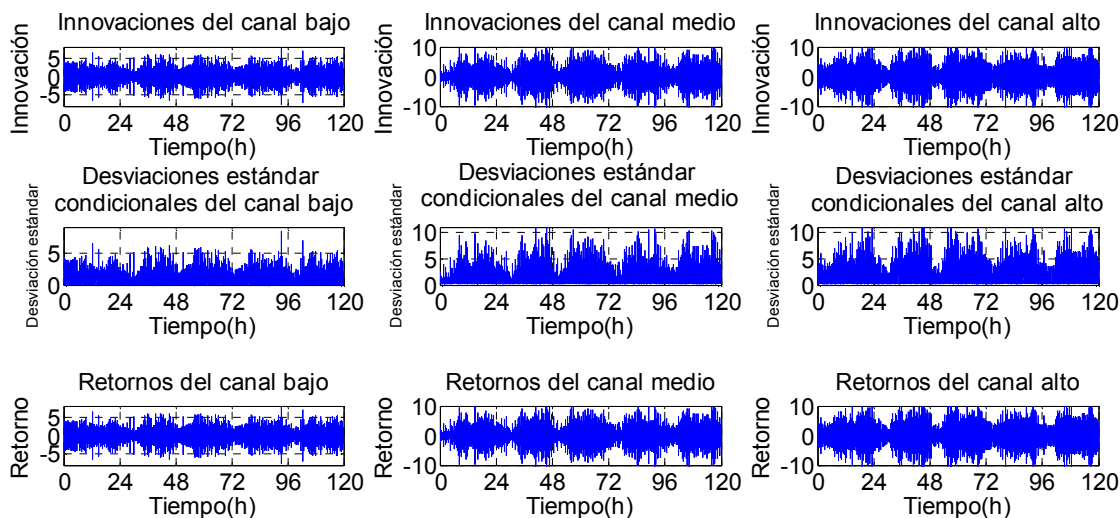 Innovaciones del canal bajo
Innovación
5
0
-5
0 24 48 72 96 120
Tiempo(h)
Innovaciones del canal medio
Innovación
10
0
-10
0 24 48 72 96 120
Tiempo(h)
Innovaciones del canal alto
Innovación
10
0
-10
0 24 48 72 96 120
Tiempo(h)
Desviaciones estándar
condicionales del canal bajo
Desviación estándar
5
0
0 24 48 72 96 120
Tiempo(h)
Desviaciones estándar
condicionales del canal medio
Desviación estándar
10
5
0
0 24 48 72 96 120
Tiempo(h)
Desviaciones estándar
condicionales del canal alto
Desviación estándar
10
5
0
0 24 48 72 96 120
Tiempo(h)
Retornos del canal bajo
Retorno
5
0
-5
0 24 48 72 96 120
Tiempo(h)
Retornos del canal medio
Retorno
10
0
-10
0 24 48 72 96 120
Tiempo(h)
Retornos del canal alto
Retorno
10
0
-10
0 24 48 72 96 120
Tiempo(h)